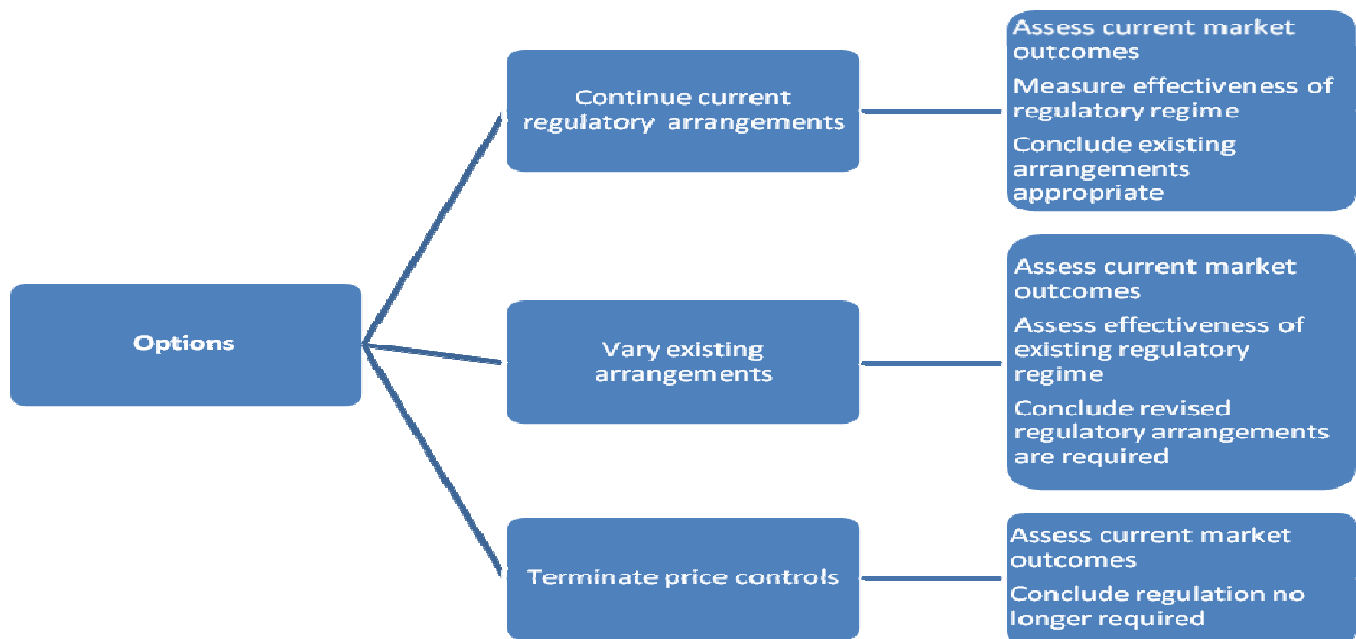 Options
Continue current
regulatory arrangements
Assess current market
outcomes
Measure effectiveness of
regulatory regime
Conclude existing
arrangements
appropriate
Vary existing
arrangements
Assess current market
outcomes
Assess effectiveness of
existing regulatory
regime
Conclude revised
regulatory arrangements
are required
Terminate price controls
Assess current market
outcomes
Conclude regulation no
longer required